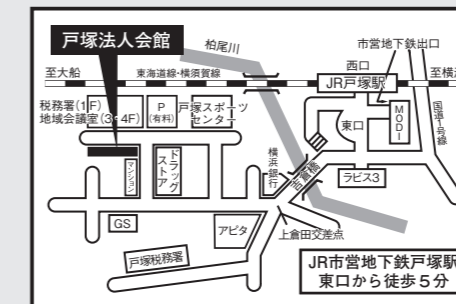 戸塚法人会館
柏尾川
市営地下鉄出口
西口
至大船
東海道線・横須賀線
JR戸塚駅
至横浜
税務署(1F)
地域会議室(3・4F)
P
(有料)
戸塚スポーツ
センター
東口
MODI
国道1号線
マンション
ドラッグ
ストア
横浜銀行
吉倉橋
ラピス3
GS
アピタ
上倉田交差点
戸塚税務署
JR市営地下鉄戸塚駅
東口から徒歩5分